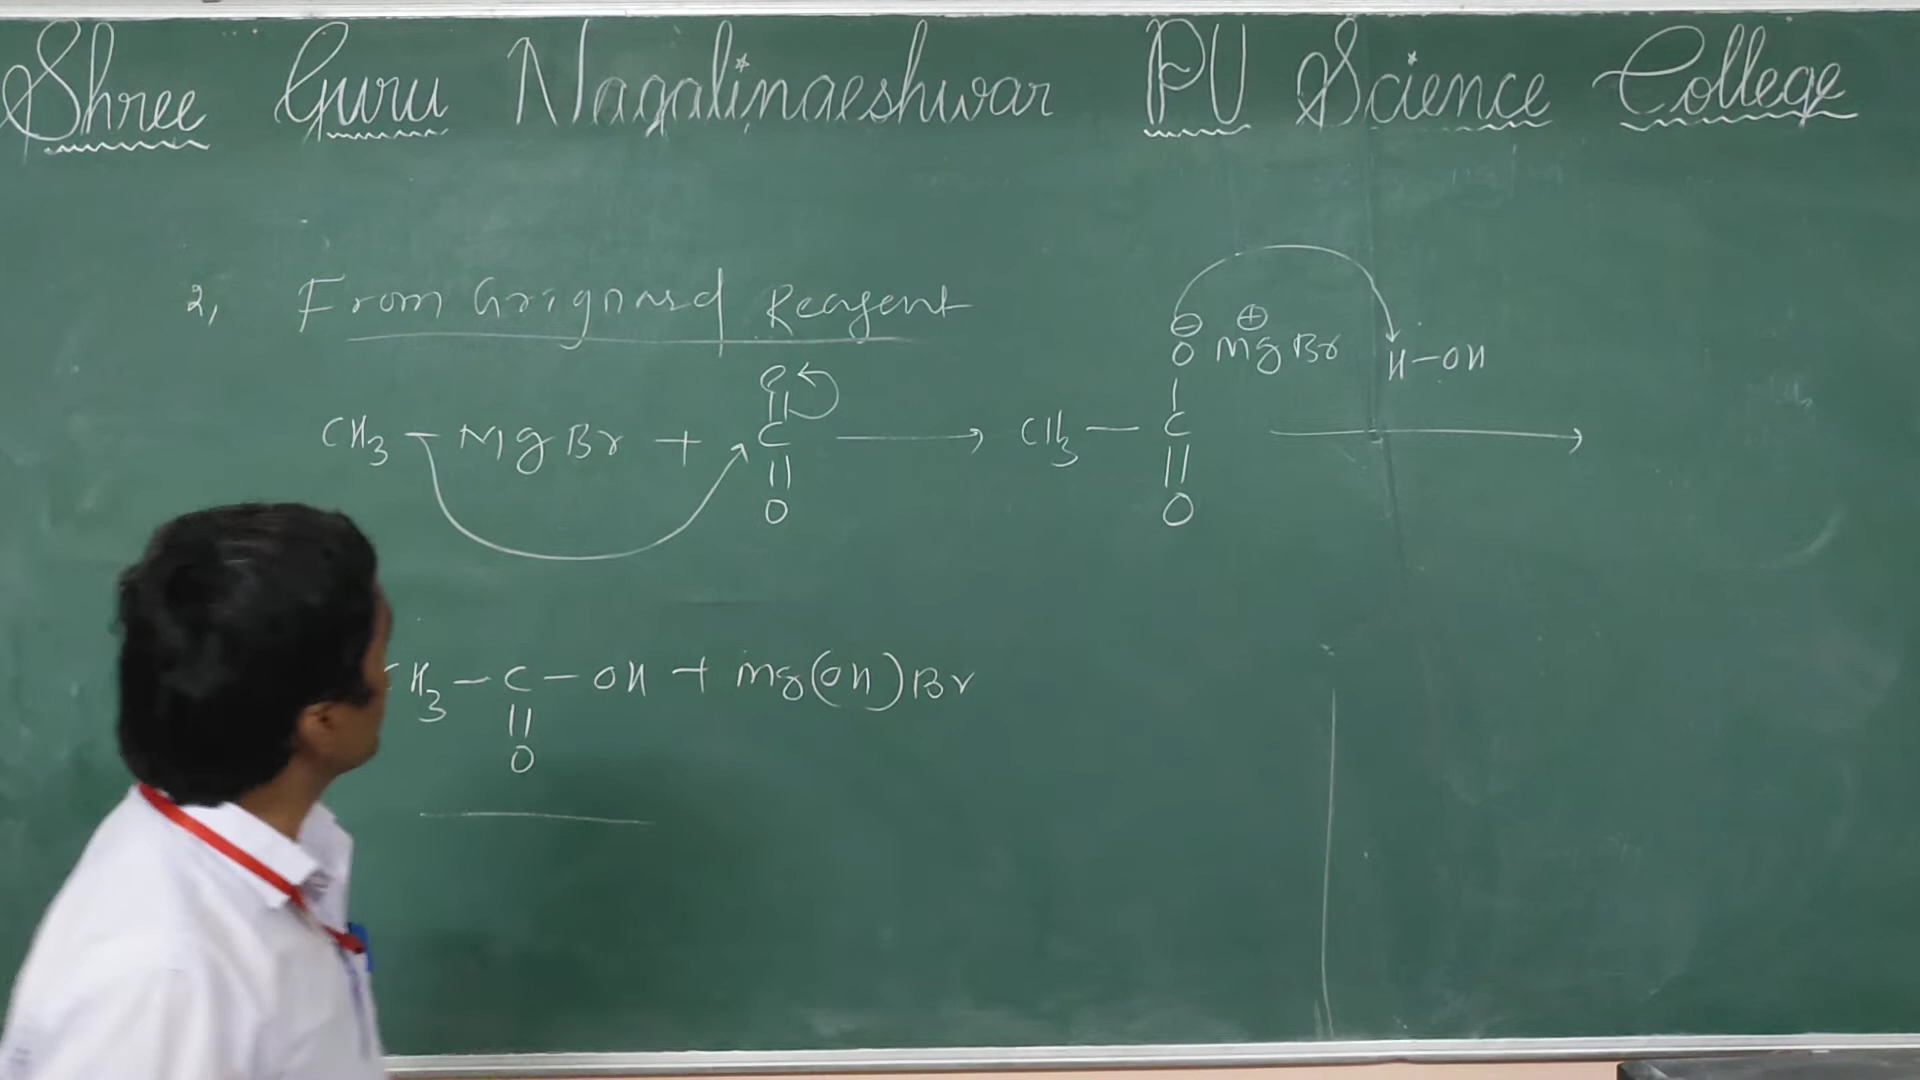 Shree Guru Nagalinaeshwar PU Science College
2, From Grignard Reagent
O
⊖ ⊕
O MgBr H-OH
CH3 - MgBr + C ⟶ CH3 - C ⟶
||
O O
CH3 - C - OH + Mg(OH)Br
||
O